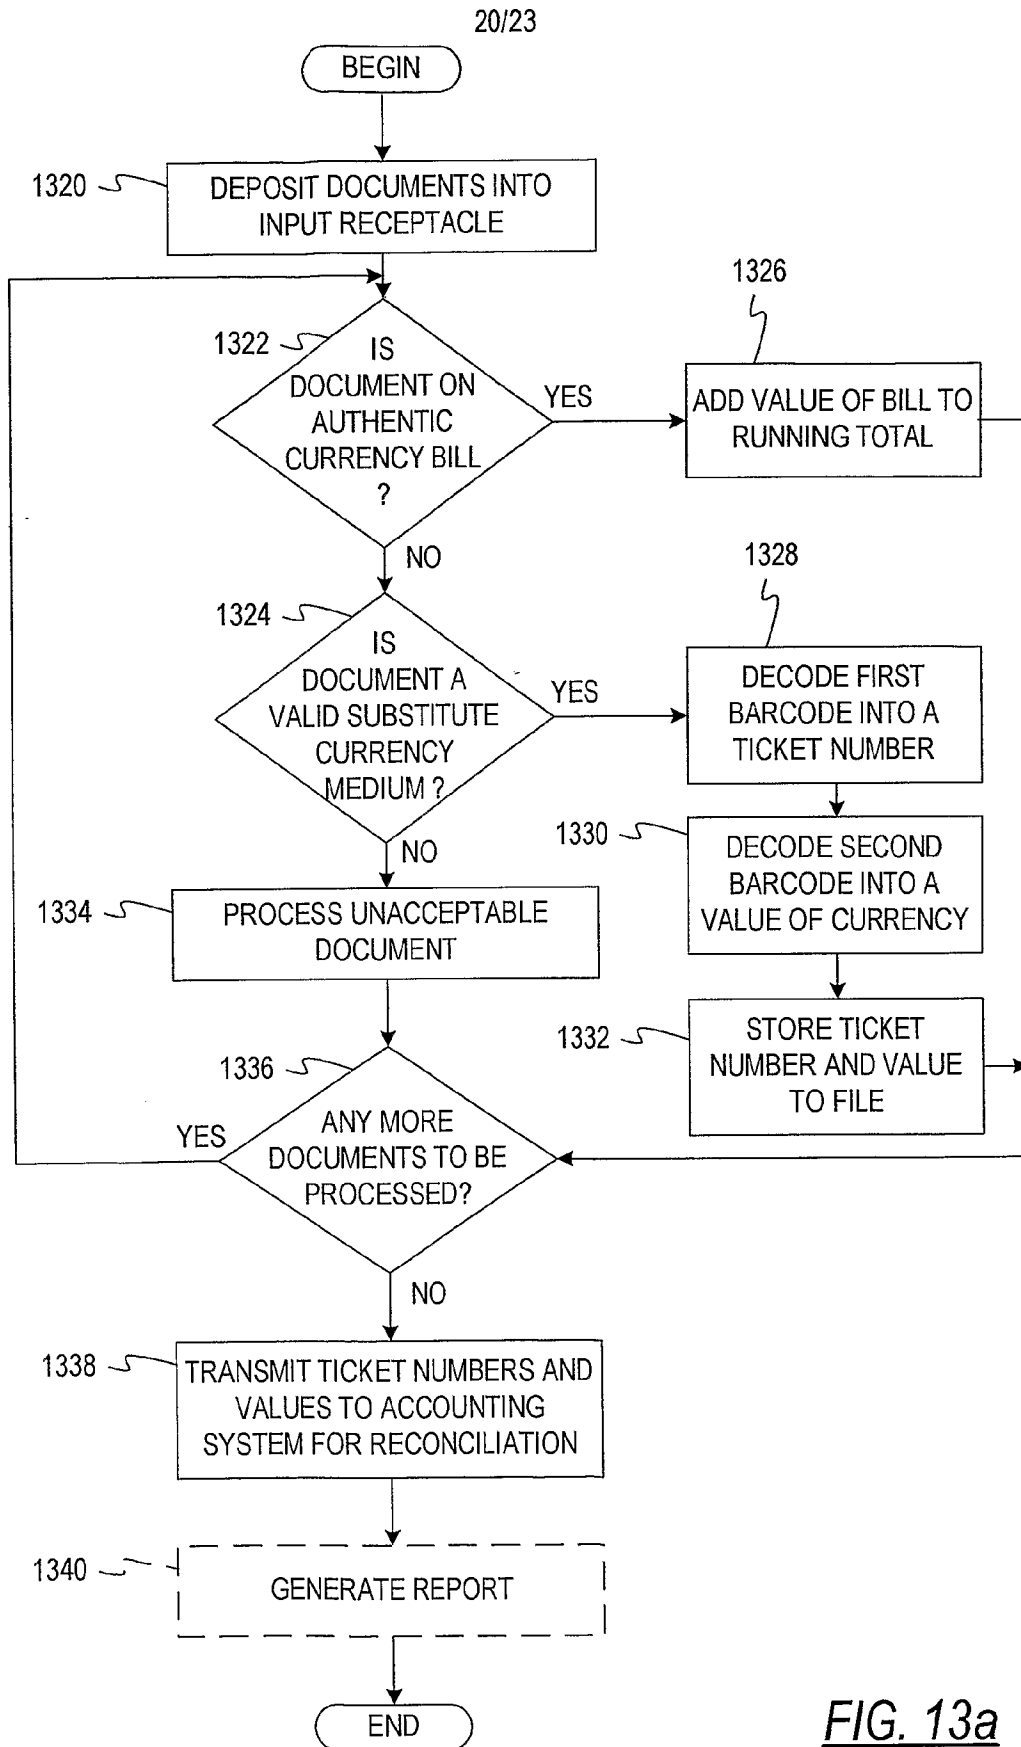 20/23
BEGIN
1320
DEPOSIT DOCUMENTS INTO
INPUT RECEPTACLE
1322
IS
DOCUMENT ON
AUTHENTIC
CURRENCY BILL
?
YES
1326
ADD VALUE OF BILL TO
RUNNING TOTAL
NO
1324
IS
DOCUMENT A
VALID SUBSTITUTE
CURRENCY
MEDIUM ?
YES
1328
DECODE FIRST
BARCODE INTO A
TICKET NUMBER
1330
DECODE SECOND
BARCODE INTO A
VALUE OF CURRENCY
1332
STORE TICKET
NUMBER AND VALUE
TO FILE
NO
1334
PROCESS UNACCEPTABLE
DOCUMENT
1336
ANY MORE
DOCUMENTS TO BE
PROCESSED?
YES
NO
1338
TRANSMIT TICKET NUMBERS AND
VALUES TO ACCOUNTING
SYSTEM FOR RECONCILIATION
1340
GENERATE REPORT
END
FIG. 13a